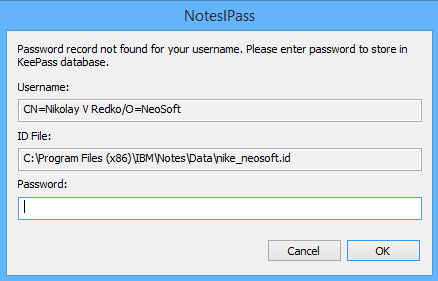 NotesIPass
Password record not found for your username. Please enter password to store in
KeePass database.
Username:
CN=Nikolay V Redko/O=NeoSoft
ID File:
C:\Program Files (x86)\IBM\Notes\Data\nike_neosoft.id
Password:
Cancel
OK